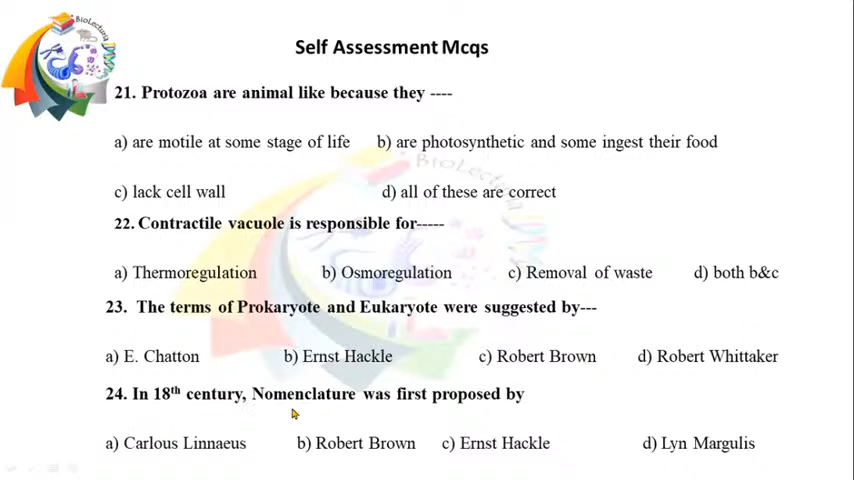 BioLecturia
Self Assessment Mcqs
21. Protozoa are animal like because they ----
a) are motile at some stage of life b) are photosynthetic and some ingest their food
BioLecturia
c) lack cell wall d) all of these are correct
22. Contractile vacuole is responsible for-----
a) Thermoregulation b) Osmoregulation c) Removal of waste d) both b&c
23. The terms of Prokaryote and Eukaryote were suggested by---
a) E. Chatton b) Ernst Hackle c) Robert Brown d) Robert Whittaker
24. In 18th century, Nomenclature was first proposed by
a) Carlous Linnaeus b) Robert Brown c) Ernst Hackle d) Lyn Margulis